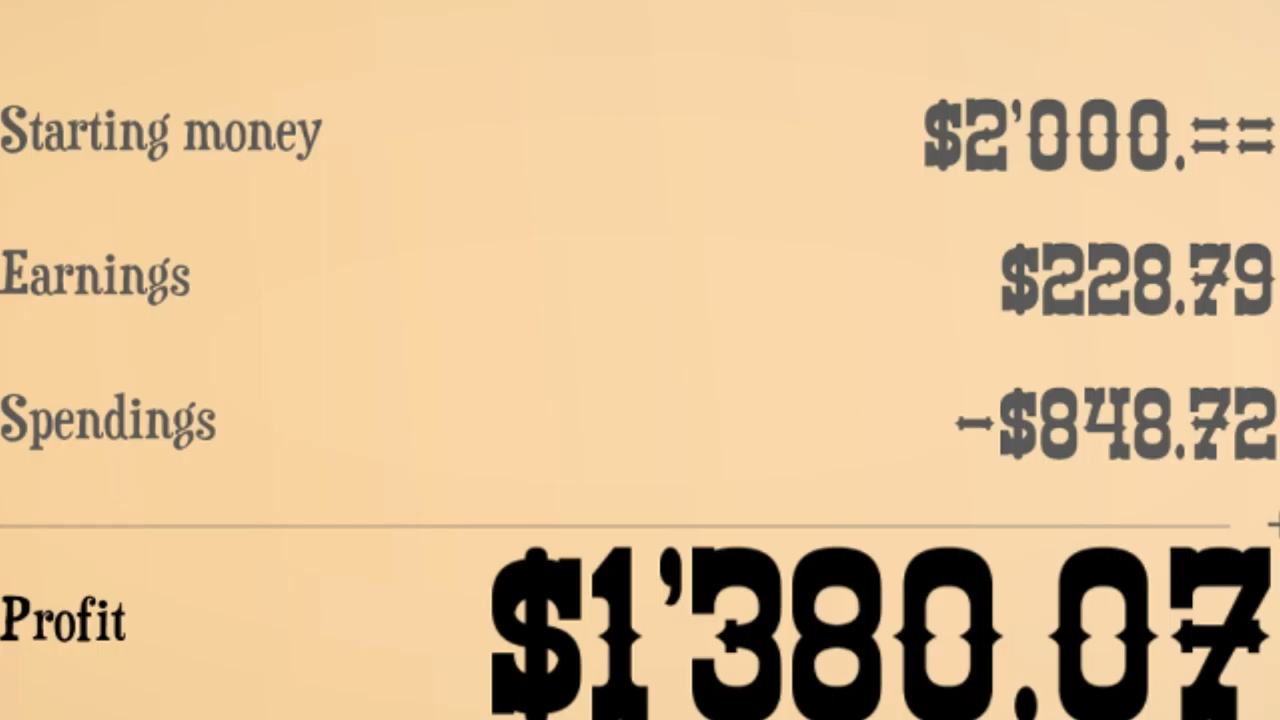 Starting money $2'000.==
Earnings $228.79
Spendings -$848.72
Profit $1'380.07